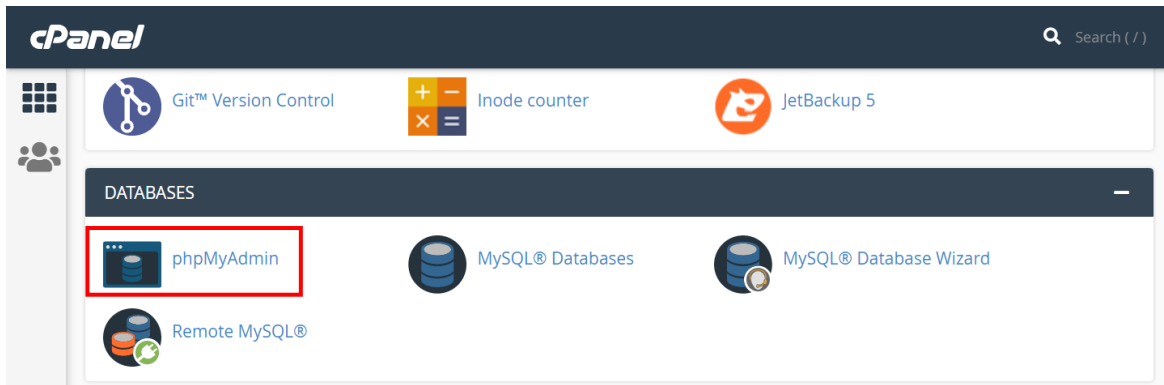 cPanel
Search ( / )
Git™ Version Control
Inode counter
JetBackup 5
DATABASES
phpMyAdmin
MySQL® Databases
MySQL® Database Wizard
Remote MySQL®